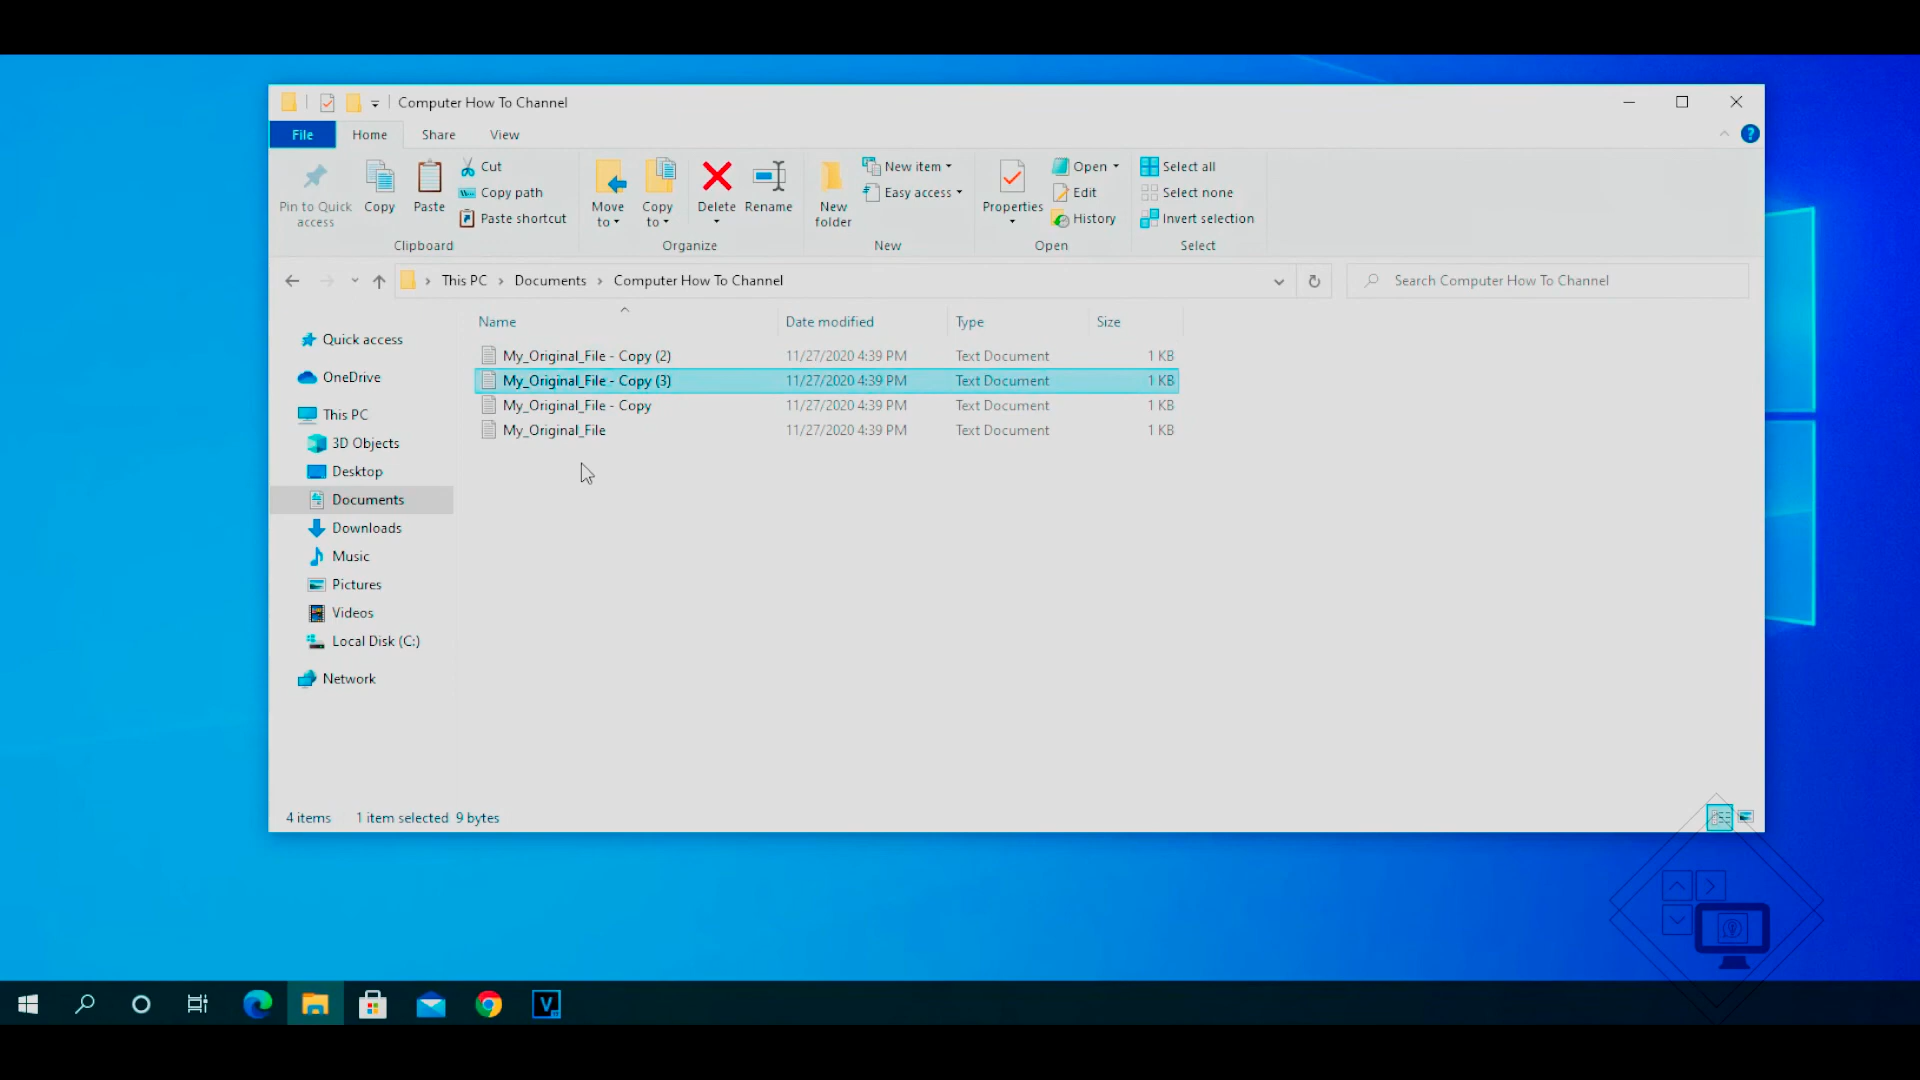 Computer How To Channel
File Home Share View
Pin to Quick access
Copy
Paste
Cut
Copy path
Paste shortcut
Clipboard
Move to
Copy to
Delete
Rename
Organize
New folder
New item
Easy access
New
Properties
Open
Edit
History
Open
Select all
Select none
Invert selection
Select
This PC > Documents > Computer How To Channel
Search Computer How To Channel
Quick access
OneDrive
This PC
3D Objects
Desktop
Documents
Downloads
Music
Pictures
Videos
Local Disk (C:)
Network
Name Date modified Type Size
My_Original_File - Copy (2) 11/27/2020 4:39 PM Text Document 1 KB
My_Original_File - Copy (3) 11/27/2020 4:39 PM Text Document 1 KB
My_Original_File - Copy 11/27/2020 4:39 PM Text Document 1 KB
My_Original_File 11/27/2020 4:39 PM Text Document 1 KB
4 items 1 item selected 9 bytes
V